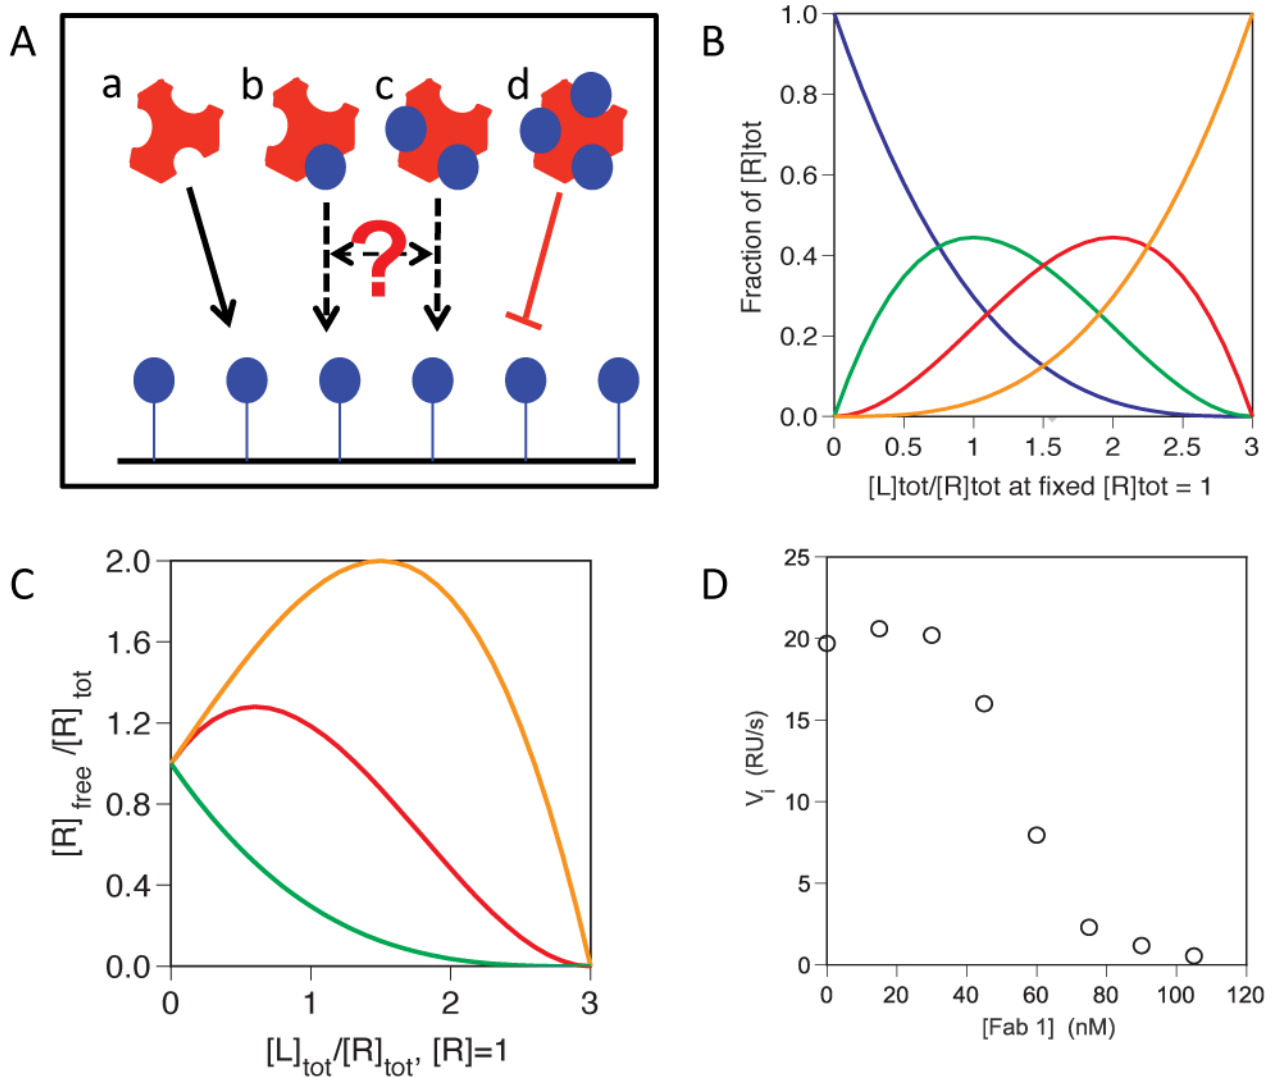 A
a b c d
?
B
Fraction of [R]tot
1.0
0.8
0.6
0.4
0.2
0.0
0 0.5 1 1.5 2 2.5 3
[L]tot/[R]tot at fixed [R]tot = 1
C
[R]free/[R]tot
2.0
1.6
1.2
0.8
0.4
0.0
0 1 2 3
[L]tot/[R]tot, [R]=1
D
Vi (RU/s)
25
20
15
10
5
0
0 20 40 60 80 100 120
[Fab 1] (nM)